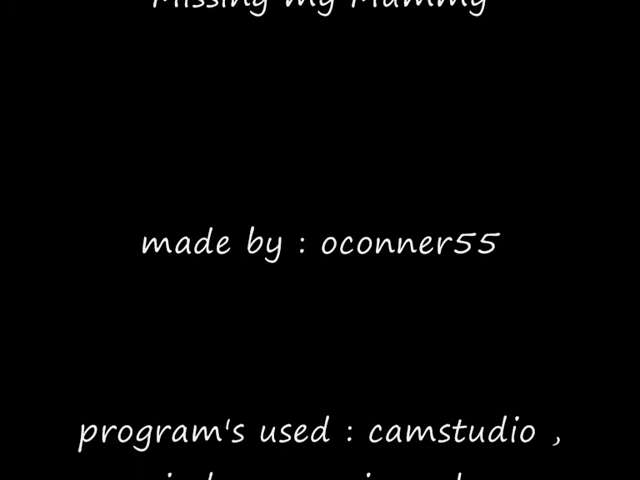 Missing my Mummy
made by : oconner55
program's used : camstudio ,